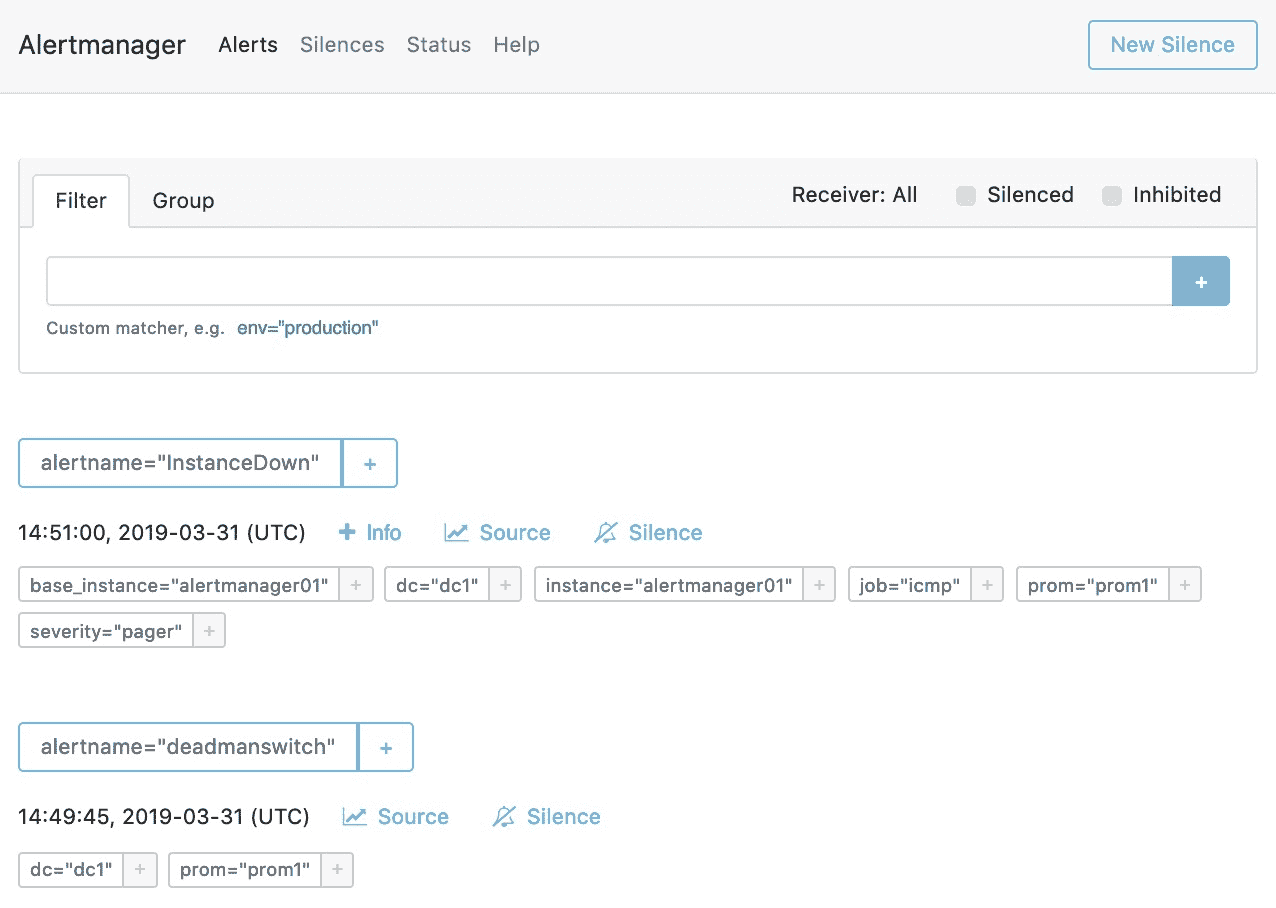 Alertmanager Alerts Silences Status Help New Silence
Filter Group Receiver: All Silenced Inhibited
+
Custom matcher, e.g. env="production"
alertname="InstanceDown" +
14:51:00, 2019-03-31 (UTC) + Info Source Silence
base_instance="alertmanager01" + dc="dc1" + instance="alertmanager01" + job="icmp" + prom="prom1" +
severity="pager" +
alertname="deadmanswitch" +
14:49:45, 2019-03-31 (UTC) Source Silence
dc="dc1" + prom="prom1" +